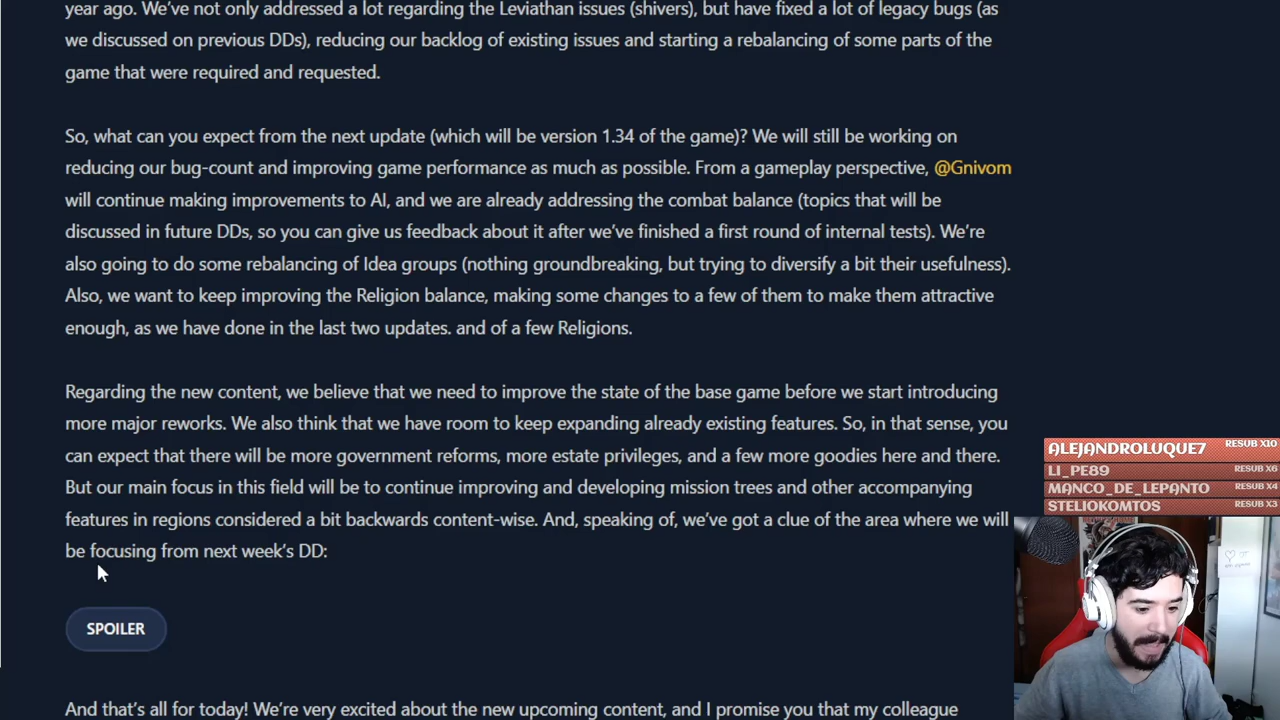 year ago. We've not only addressed a lot regarding the Leviathan issues (shivers), but have fixed a lot of legacy bugs (as
we discussed on previous DDs), reducing our backlog of existing issues and starting a rebalancing of some parts of the
game that were required and requested.
So, what can you expect from the next update (which will be version 1.34 of the game)? We will still be working on
reducing our bug-count and improving game performance as much as possible. From a gameplay perspective, @Gnivom
will continue making improvements to AI, and we are already addressing the combat balance (topics that will be
discussed in future DDs, so you can give us feedback about it after we've finished a first round of internal tests). We're
also going to do some rebalancing of Idea groups (nothing groundbreaking, but trying to diversify a bit their usefulness).
Also, we want to keep improving the Religion balance, making some changes to a few of them to make them attractive
enough, as we have done in the last two updates. and of a few Religions.
Regarding the new content, we believe that we need to improve the state of the base game before we start introducing
more major reworks. We also think that we have room to keep expanding already existing features. So, in that sense, you
can expect that there will be more government reforms, more estate privileges, and a few more goodies here and there.
But our main focus in this field will be to continue improving and developing mission trees and other accompanying
features in regions considered a bit backwards content-wise. And, speaking of, we've got a clue of the area where we will
be focusing from next week's DD:
SPOILER
And that's all for today! We're very excited about the new upcoming content, and I promise you that my colleague
ALEJANDROLUQUE7 RESUB X10
LI_PE89 RESUB X6
MANCO_DE_LEPANTO RESUB X4
STELIOKOMTOS RESUB X3